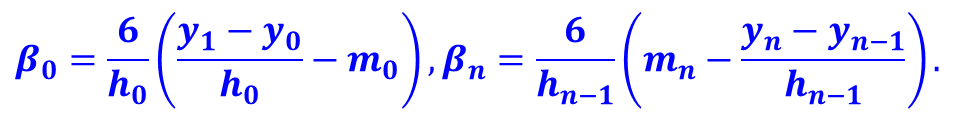 β₀ = 6/h₀ ( (y₁ − y₀)/h₀ − m₀ ), βₙ = 6/hₙ₋₁ ( mₙ − (yₙ − yₙ₋₁)/hₙ₋₁ ).